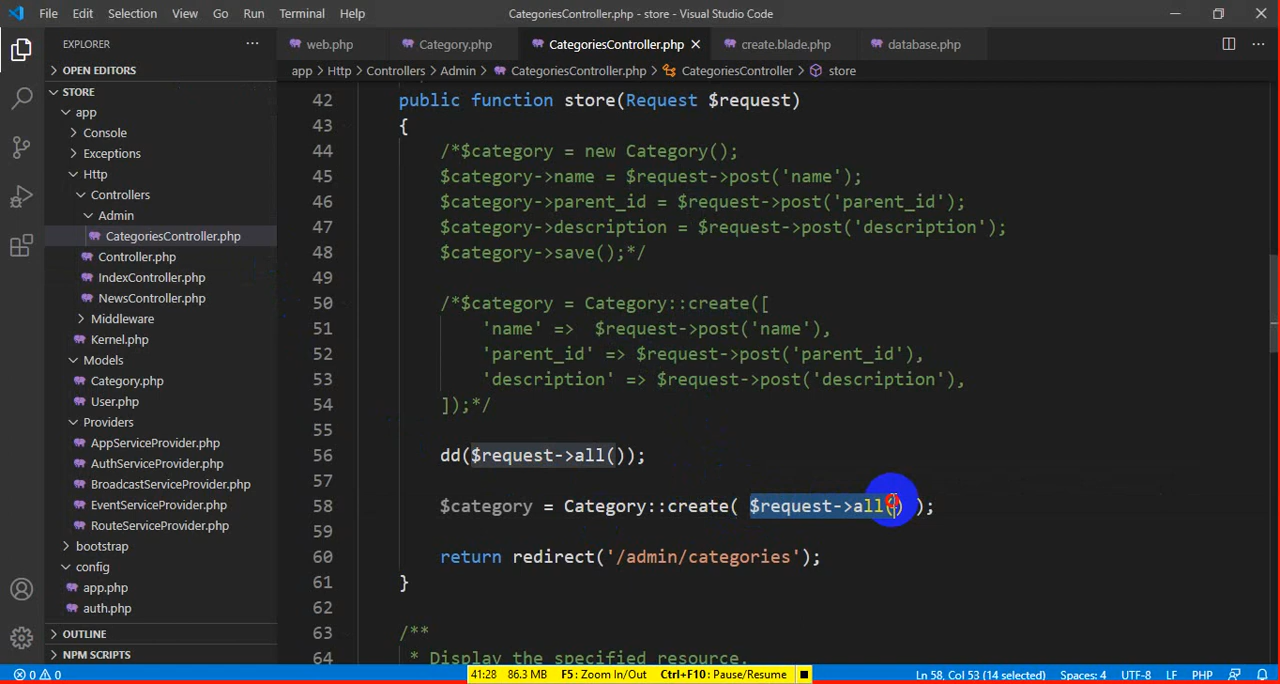 File Edit Selection View Go Run Terminal Help
CategoriesController.php - store - Visual Studio Code
EXPLORER
web.php
Category.php
CategoriesController.php
create.blade.php
database.php
OPEN EDITORS
app > Http > Controllers > Admin > CategoriesController.php > CategoriesController > store
STORE
app
Console
Exceptions
Http
Controllers
Admin
CategoriesController.php
Controller.php
IndexController.php
NewsController.php
Middleware
Kernel.php
Models
Category.php
User.php
Providers
AppServiceProvider.php
AuthServiceProvider.php
BroadcastServiceProvider.php
EventServiceProvider.php
RouteServiceProvider.php
bootstrap
config
app.php
auth.php
OUTLINE
NPM SCRIPTS
42 public function store(Request $request)
43 {
44 /*$category = new Category();
45 $category->name = $request->post('name');
46 $category->parent_id = $request->post('parent_id');
47 $category->description = $request->post('description');
48 $category->save();*/
49
50 /*$category = Category::create([
51 'name' =>  $request->post('name'),
52 'parent_id' => $request->post('parent_id'),
53 'description' => $request->post('description'),
54 ]);*/
55
56 dd($request->all());
57
58 $category = Category::create( $request->all() );
59
60 return redirect('/admin/categories');
61 }
62
63 /**
64 * Display the specified resource.
0 0
41:28 86.3 MB F5: Zoom In/Out Ctrl+F10: Pause/Resume
Ln 58, Col 53 (14 selected) Spaces: 4 UTF-8 LF PHP